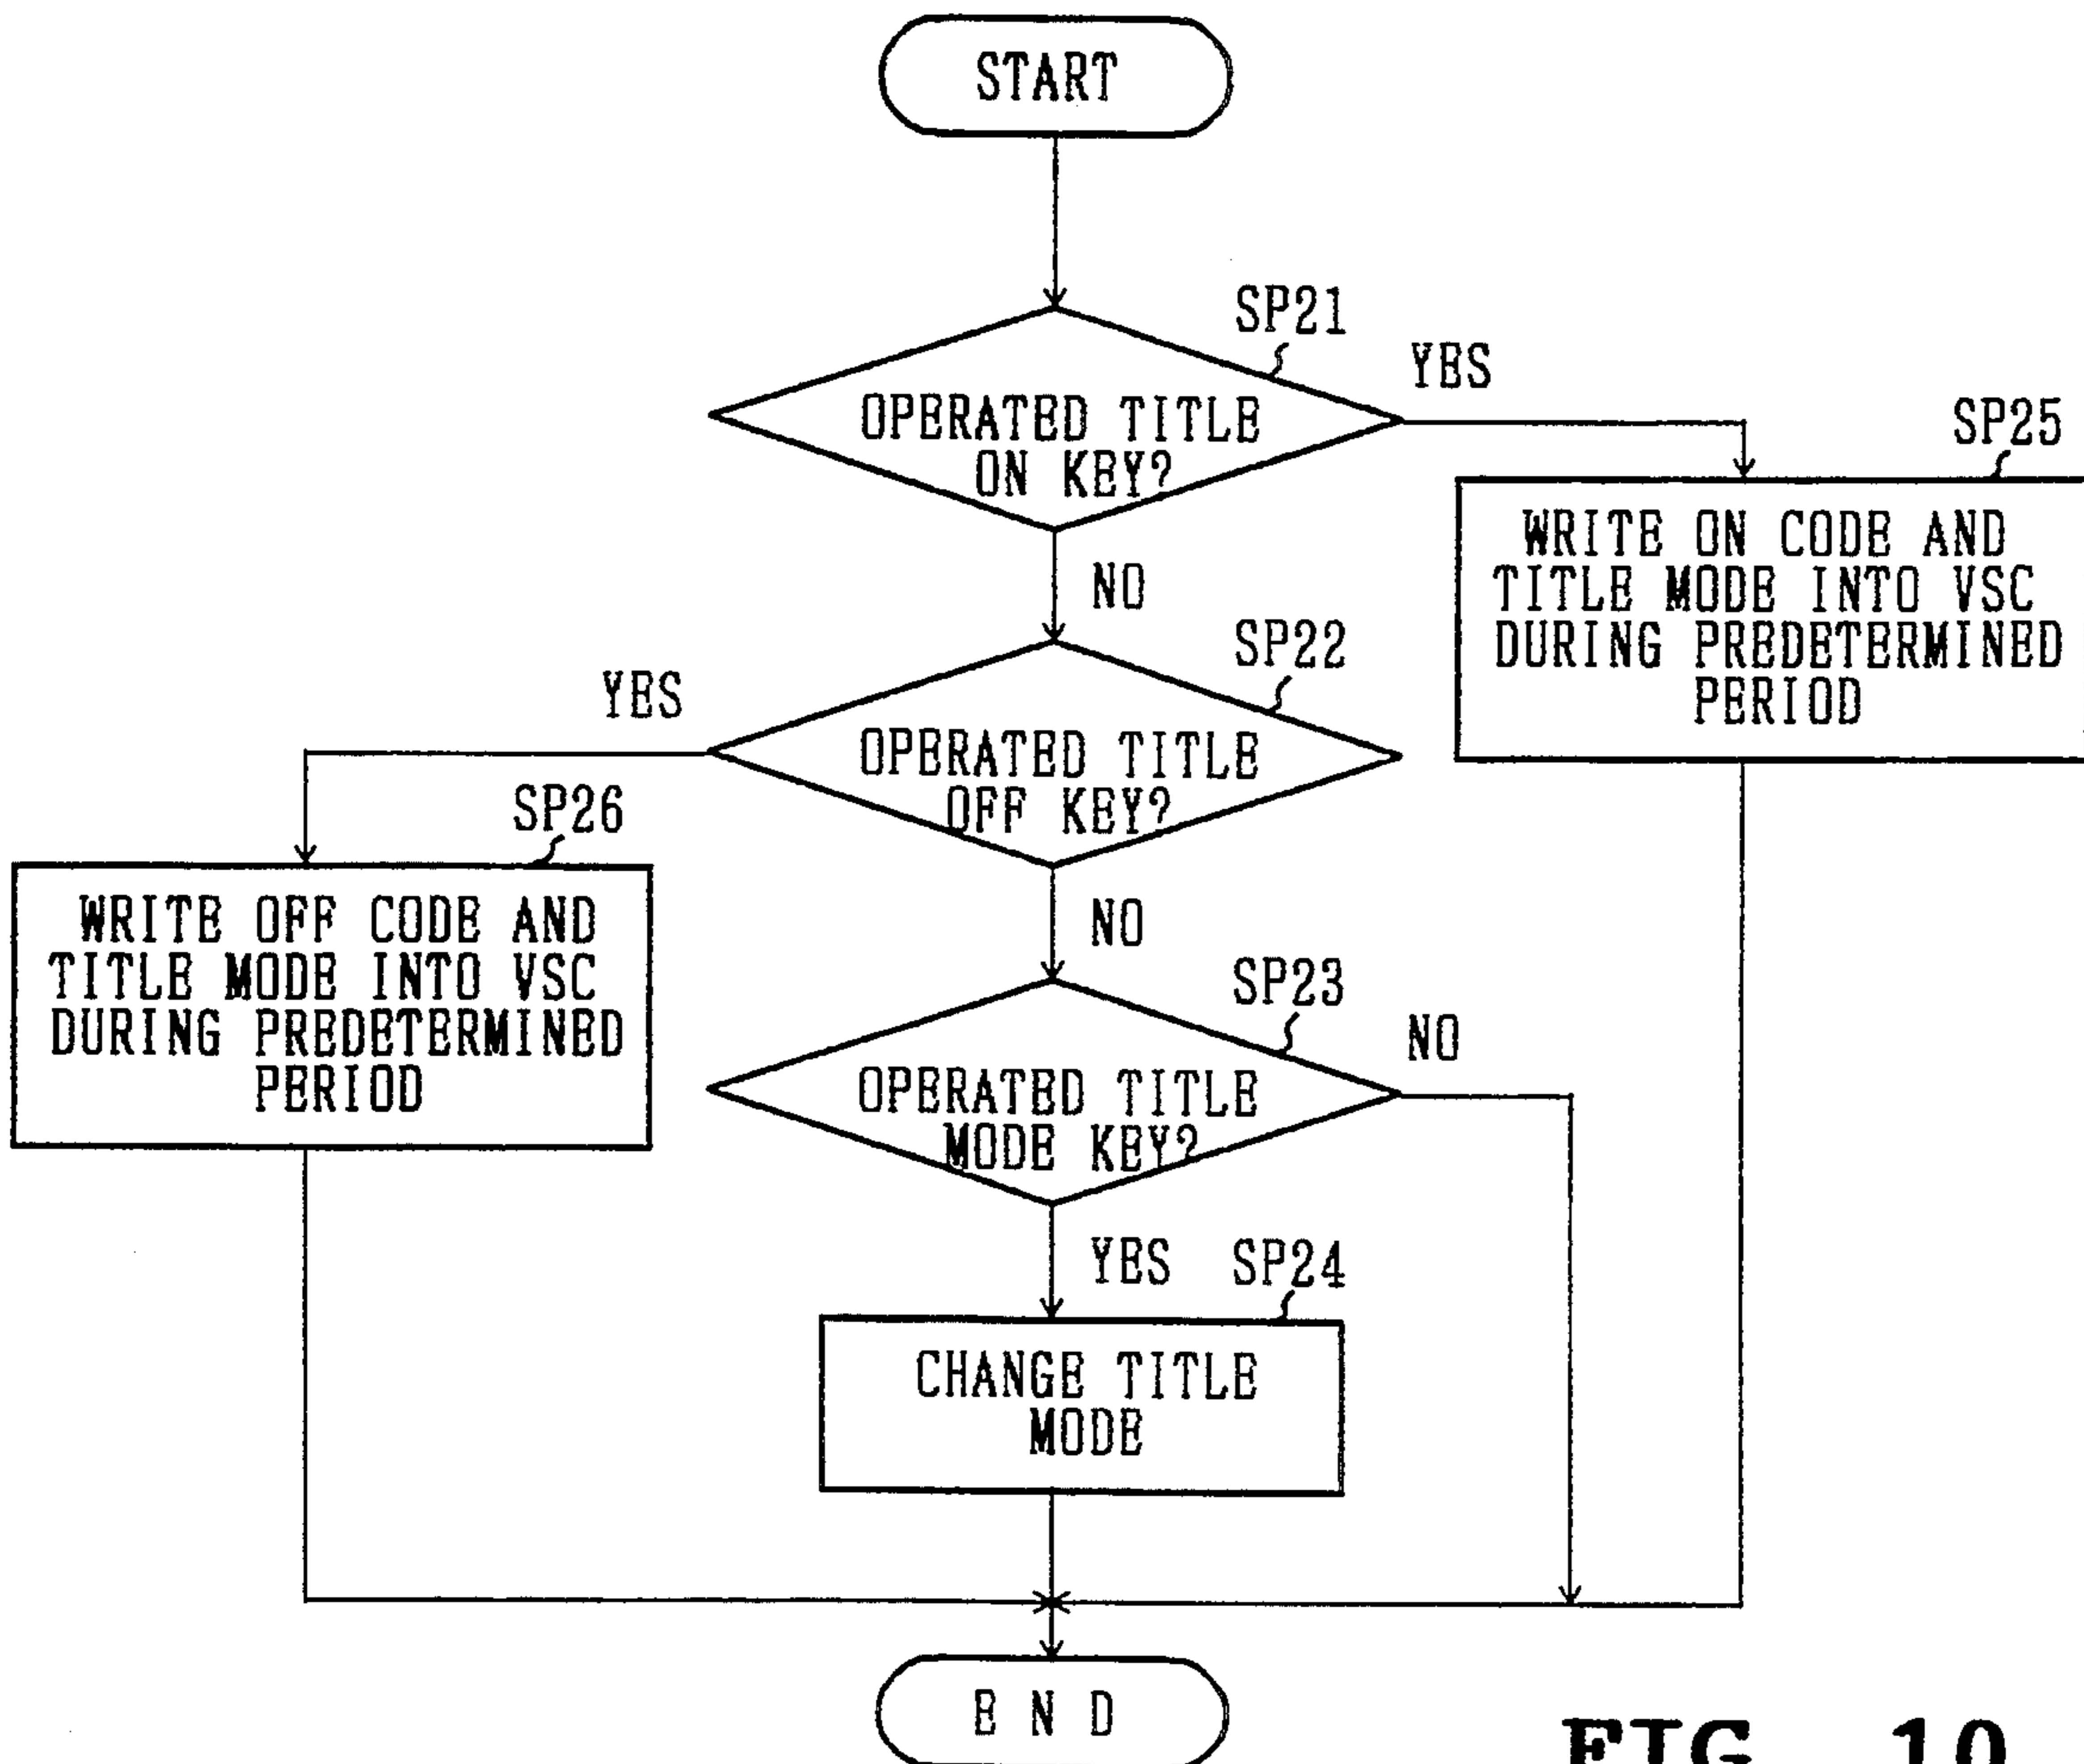 START
SP21
YES
OPERATED TITLE
ON KEY?
SP25
WRITE ON CODE AND
TITLE MODE INTO VSC
DURING PREDETERMINED
PERIOD
NO
SP22
YES
OPERATED TITLE
OFF KEY?
SP26
WRITE OFF CODE AND
TITLE MODE INTO VSC
DURING PREDETERMINED
PERIOD
NO
SP23
NO
OPERATED TITLE
MODE KEY?
YES
SP24
CHANGE TITLE
MODE
E N D
FIG. 10